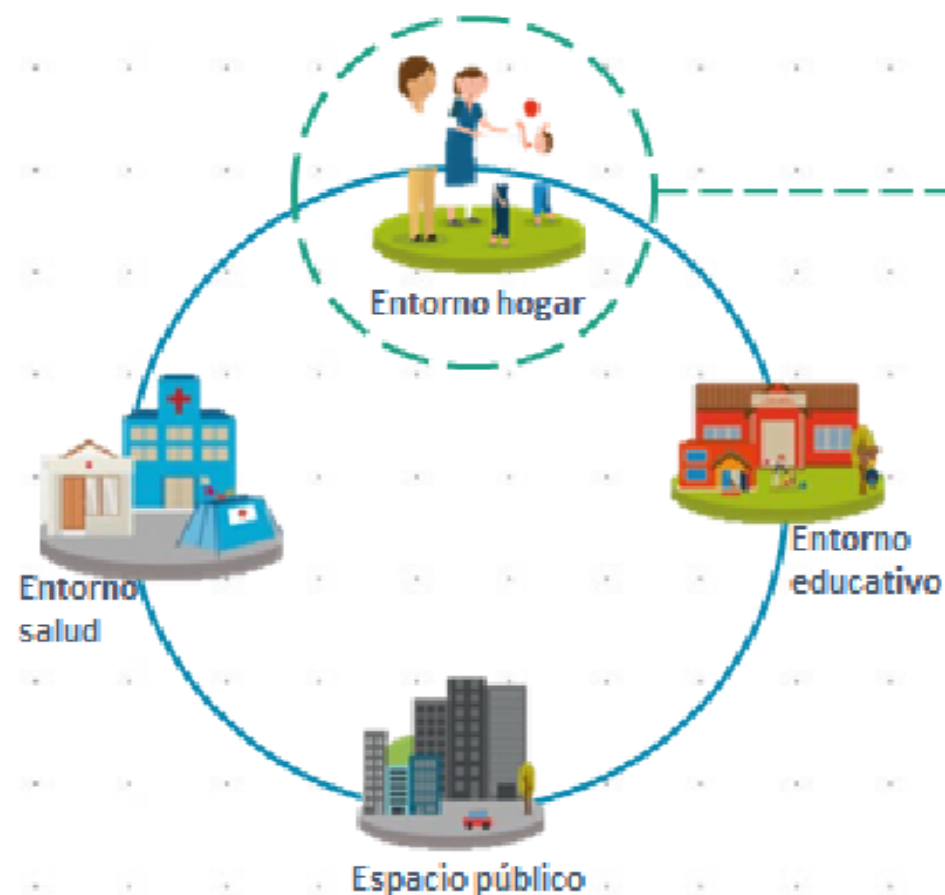 Entorno hogar
Entorno
educativo
Entorno
salud
Espacio público